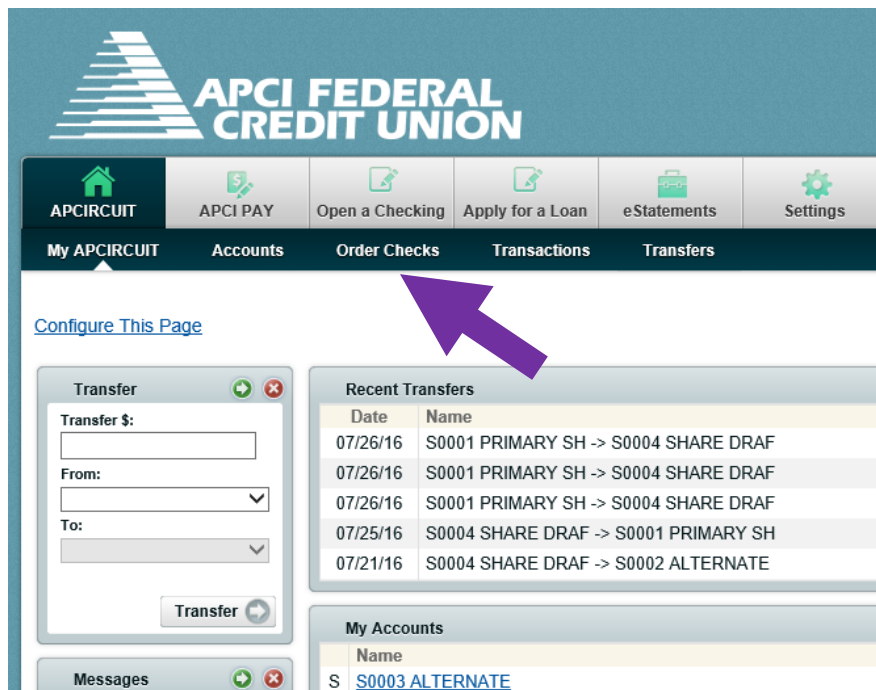 APCI FEDERAL
CREDIT UNION
APCIRCUIT
APCI PAY
Open a Checking
Apply for a Loan
eStatements
Settings
My APCIRCUIT
Accounts
Order Checks
Transactions
Transfers
Configure This Page
Transfer
Transfer $:
From:
To:
Transfer
Messages
Recent Transfers
Date Name
07/26/16 S0001 PRIMARY SH -> S0004 SHARE DRAF
07/26/16 S0001 PRIMARY SH -> S0004 SHARE DRAF
07/26/16 S0001 PRIMARY SH -> S0004 SHARE DRAF
07/25/16 S0004 SHARE DRAF -> S0001 PRIMARY SH
07/21/16 S0004 SHARE DRAF -> S0002 ALTERNATE
My Accounts
Name
S S0003 ALTERNATE